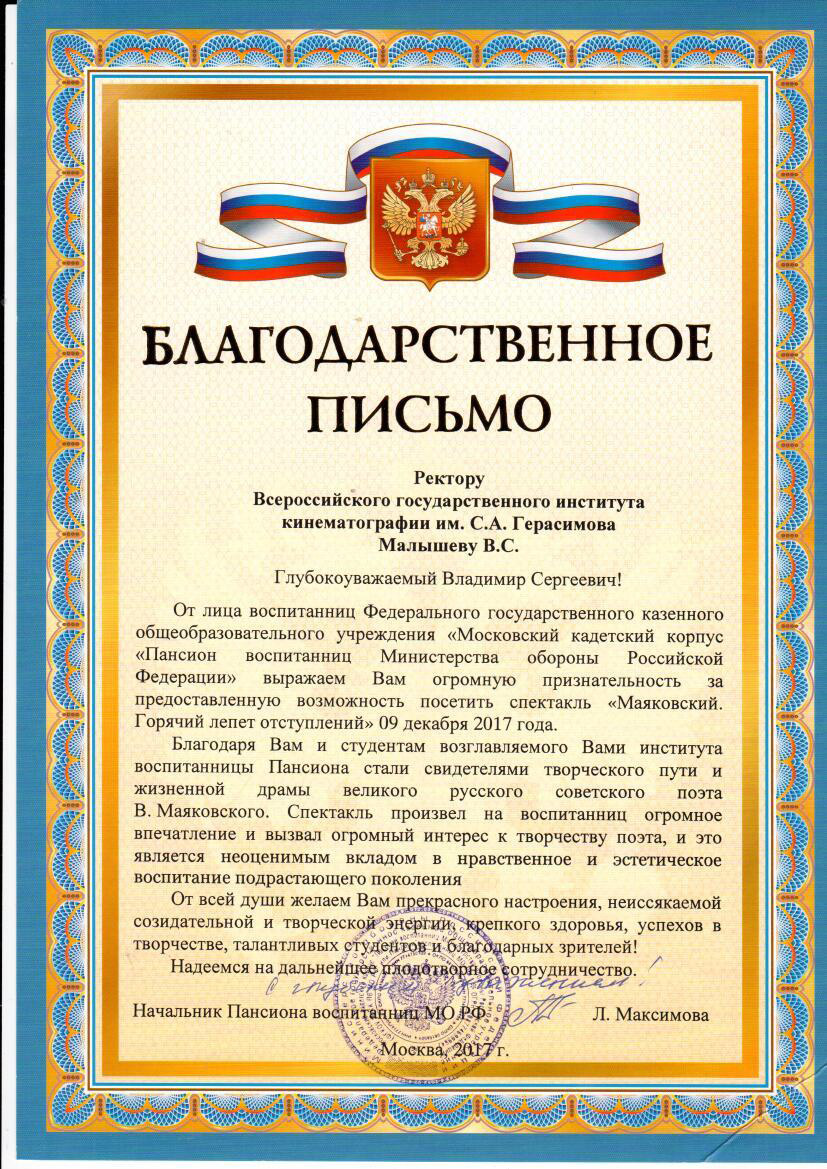 БЛАГОДАРСТВЕННОЕ
ПИСЬМО
Ректору
Всероссийского государственного института
кинематографии им. С.А. Герасимова
Малышеву В.С.
Глубокоуважаемый Владимир Сергеевич!
От лица воспитанниц Федерального государственного казенного
общеобразовательного учреждения «Московский кадетский корпус
«Пансион воспитанниц Министерства обороны Российской
Федерации» выражаем Вам огромную признательность за
предоставленную возможность посетить спектакль «Маяковский.
Горячий лепет отступлений» 09 декабря 2017 года.
Благодаря Вам и студентам возглавляемого Вами института
воспитанницы Пансиона стали свидетелями творческого пути и
жизненной драмы великого русского советского поэта
В. Маяковского. Спектакль произвел на воспитанниц огромное
впечатление и вызвал огромный интерес к творчеству поэта, и это
является неоценимым вкладом в нравственное и эстетическое
воспитание подрастающего поколения
От всей души желаем Вам прекрасного настроения, неиссякаемой
созидательной и творческой энергии, крепкого здоровья, успехов в
творчестве, талантливых студентов и благодарных зрителей!
Надеемся на дальнейшее плодотворное сотрудничество.
С глубоким уважением!
Начальник Пансиона воспитанниц МО РФ Л. Максимова
Москва, 2017 г.